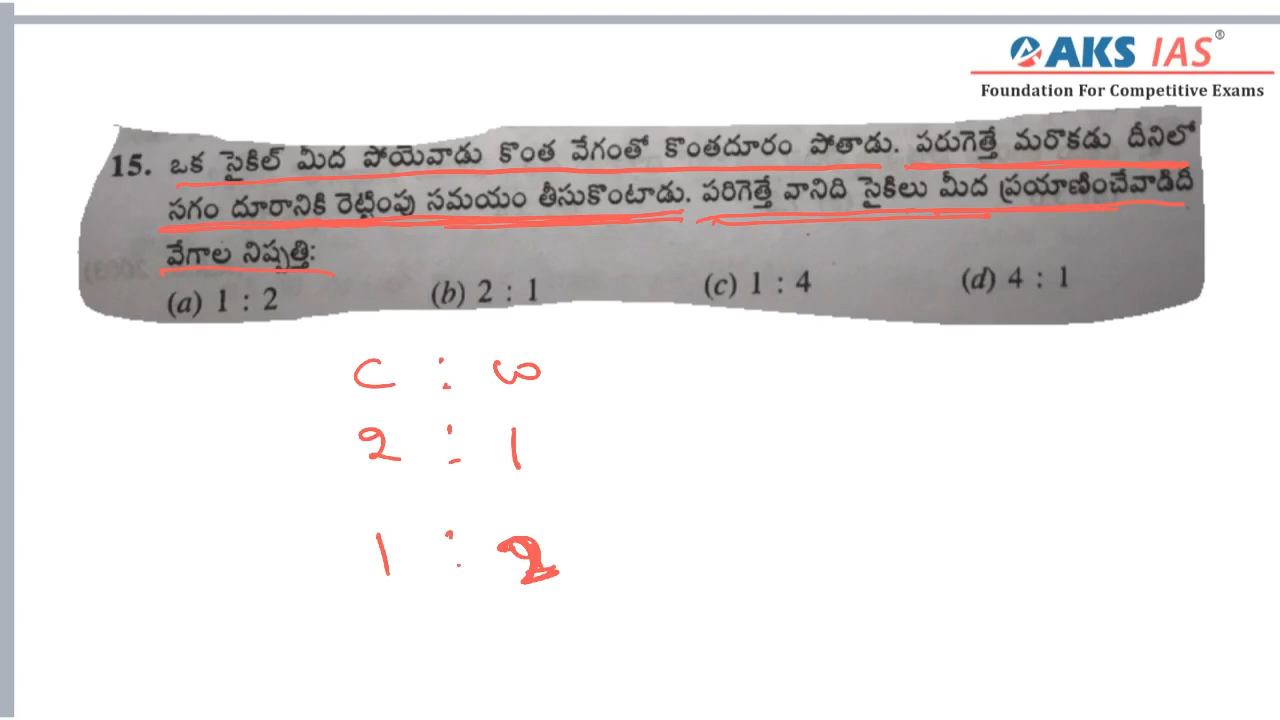 AKS IAS®
Foundation For Competitive Exams
15. ఒక సైకిల్ మీద పోయెవాడు కొంత వేగంతో కొంతదూరం పోతాడు. పరుగెత్తే మరొకడు దీనిలో
సగం దూరానికి రెట్టింపు సమయం తీసుకొంటాడు. పరిగెత్తే వానిది సైకిలు మీద ప్రయాణించేవాడిదీ
వేగాల నిష్పత్తి:
(a) 1 : 2 (b) 2 : 1 (c) 1 : 4 (d) 4 : 1
C : ω
2 : 1
1 : 2